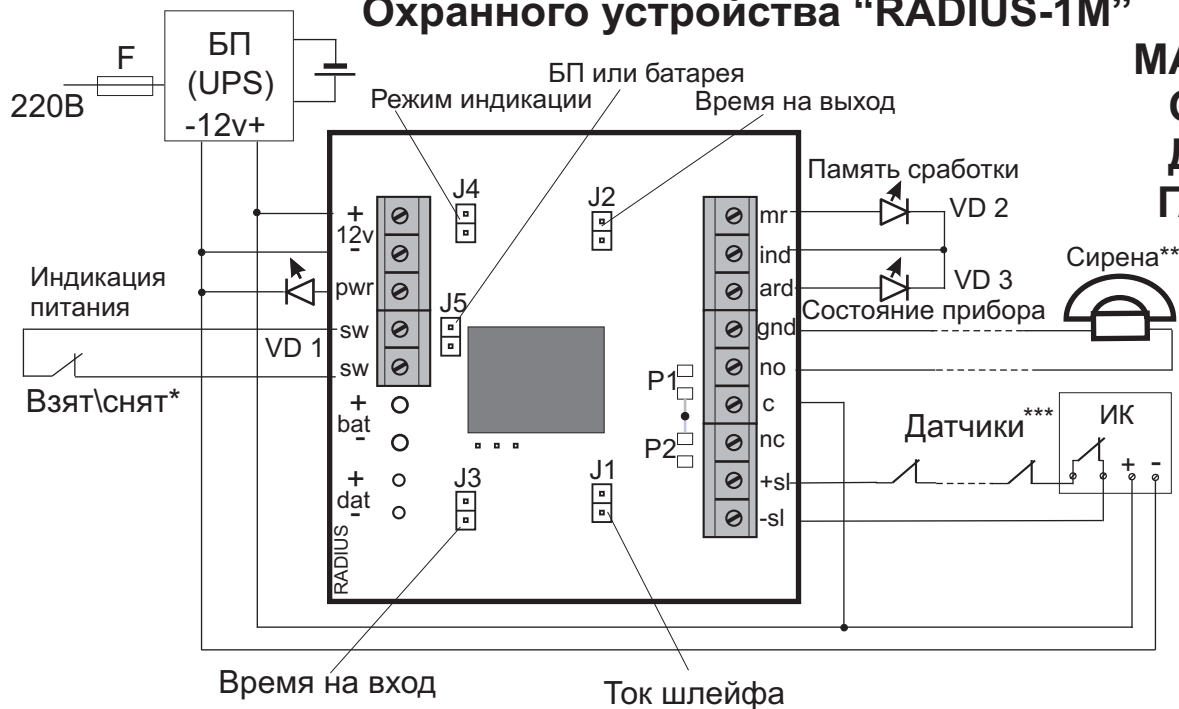 Охранного устройства “RADIUS-1M”
БП
(UPS)
-12v+
F
220В
БП или батарея
Режим индикации
Время на выход
МА
Память сработки
J4
J2
+
12v
-
mr
VD 2
ind
Сирена**
Индикация
питания
pwr
ard
VD 3
J5
Состояние прибора
sw
gnd
VD 1
sw
no
P1
Взят\снят*
+
bat
-
c
Датчики***
ИК
P2
nc
+ -
+
dat
-
J3
J1
+sl
-sl
RADIUS
Время на вход
Ток шлейфа